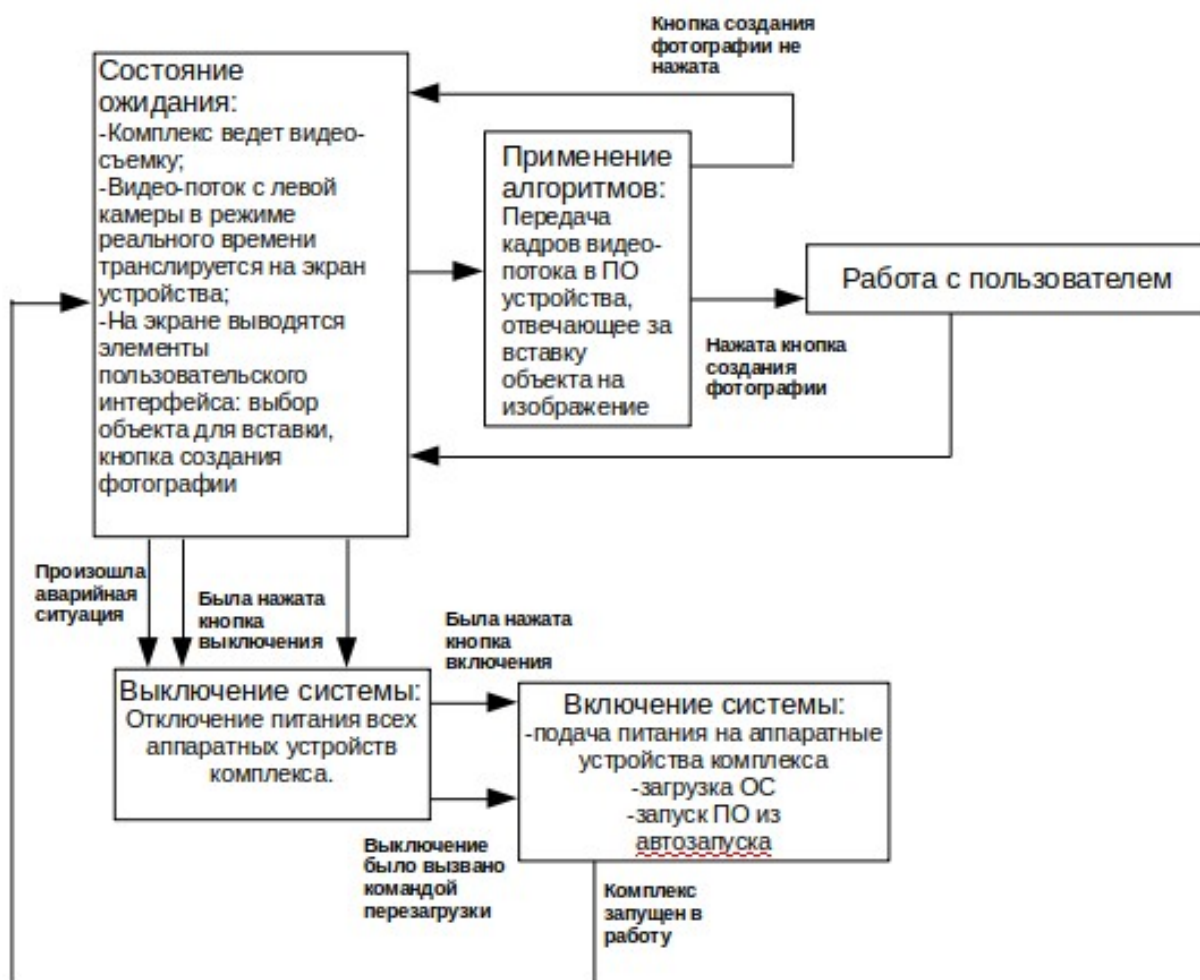 Кнопка создания
фотографии не
нажата
Состояние
ожидания:
-Комплекс ведет видео-
съемку;
-Видео-поток с левой
камеры в режиме
реального времени
транслируется на экран
устройства;
-На экране выводятся
элементы
пользовательского
интерфейса: выбор
объекта для вставки,
кнопка создания
фотографии
Применение
алгоритмов:
Передача
кадров видео-
потока в ПО
устройства,
отвечающее за
вставку
объекта на
изображение
Работа с пользователем
Нажата кнопка
создания
фотографии
Произошла
аварийная
ситуация
Была нажата
кнопка
выключения
Была нажата
кнопка
включения
Выключение системы:
Отключение питания всех
аппаратных устройств
комплекса.
Включение системы:
-подача питания на аппаратные
устройства комплекса
-загрузка ОС
-запуск ПО из
автозапуска
Выключение
было вызвано
командой
перезагрузки
Комплекс
запущен в
работу